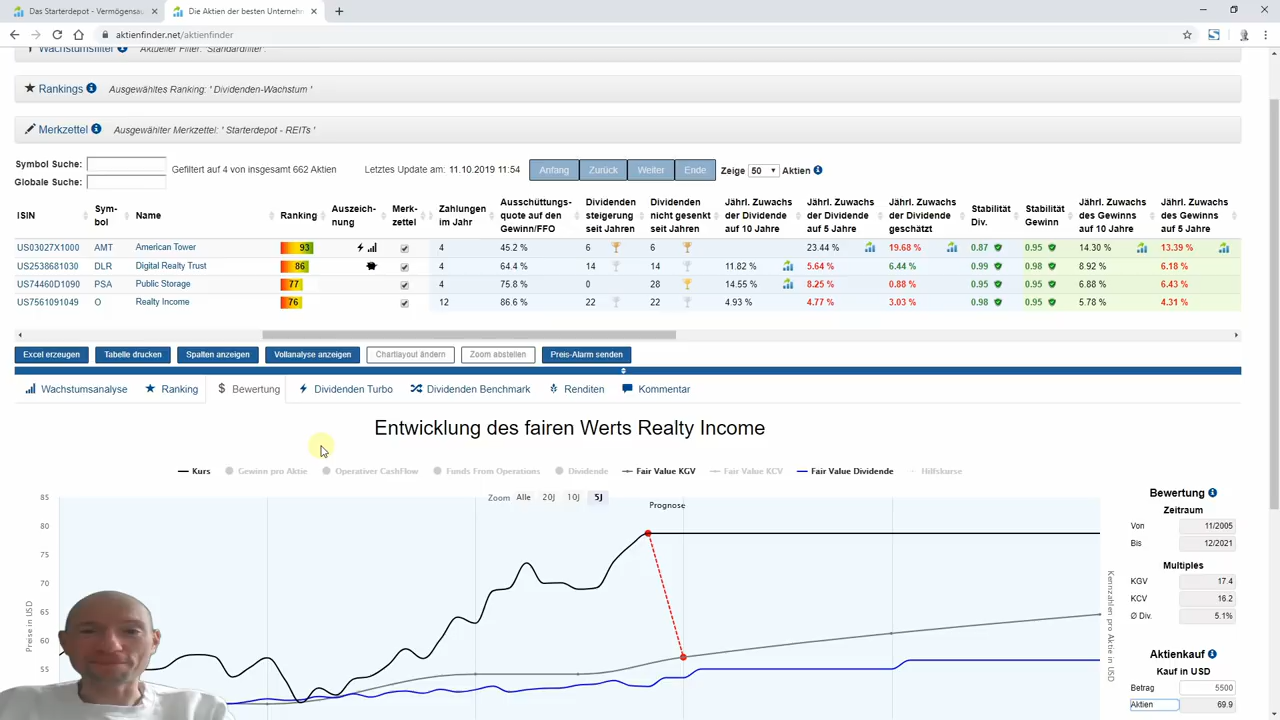 Das Starterdepot - Vermögensau
Die Aktien der besten Unternehm
aktienfinder.net/aktienfinder
Wachstumsfilter Aktueller Filter: 'Standardfilter'.
Rankings Ausgewähltes Ranking: ' Dividenden-Wachstum '
Merkzettel Ausgewählter Merkzettel: ' Starterdepot - REITs '
Symbol Suche:
Globale Suche:
Gefiltert auf 4 von insgesamt 662 Aktien
Letztes Update am: 11.10.2019 11:54
Anfang Zurück Weiter Ende
Zeige 50 Aktien
ISIN Sym-bol Name Ranking Auszeich-nung Merk-zettel Zahlungen im Jahr Ausschüttungs-quote auf den Gewinn/FFO Dividenden steigerung seit Jahren Dividenden nicht gesenkt seit Jahren Jährl. Zuwachs der Dividende auf 10 Jahre Jährl. Zuwachs der Dividende auf 5 Jahre Jährl. Zuwachs der Dividende geschätzt Stabilität Div. Stabilität Gewinn Jährl. Zuwachs des Gewinns auf 10 Jahre Jährl. Zuwachs des Gewinns auf 5 Jahre
US03027X1000 AMT American Tower 93 4 45.2 % 6 6 23.44 % 19.68 % 0.87 0.95 14.30 % 13.39 %
US2538681030 DLR Digital Realty Trust 86 4 64.4 % 14 14 11.82 % 5.64 % 6.44 % 0.99 0.98 8.92 % 6.18 %
US74460D1090 PSA Public Storage 77 4 75.8 % 0 28 14.55 % 8.25 % 0.88 % 0.95 0.95 6.88 % 6.43 %
US7561091049 O Realty Income 76 12 86.6 % 22 22 4.93 % 4.77 % 3.03 % 0.98 0.95 5.78 % 4.31 %
Excel erzeugen Tabelle drucken Spalten anzeigen Vollanalyse anzeigen Chartlayout ändern Zoom abstellen Preis-Alarm senden
Wachstumsanalyse Ranking Bewertung Dividenden Turbo Dividenden Benchmark Renditen Kommentar
Entwicklung des fairen Werts Realty Income
Kurs Gewinn pro Aktie Operativer CashFlow Funds From Operations Dividende Fair Value KGV Fair Value KCV Fair Value Dividende Hilfskurse
Zoom Alle 20J 10J 5J
Prognose
85
80
75
70
65
60
55
Preise in USD
Kennzahlen pro Aktie in USD
Bewertung
Zeitraum
Von 11/2005
Bis 12/2021
Multiples
KGV 17.4
KCV 16.2
Ø Div. 5.1%
Aktienkauf
Kauf in USD
Betrag 5500
Aktien 69.9